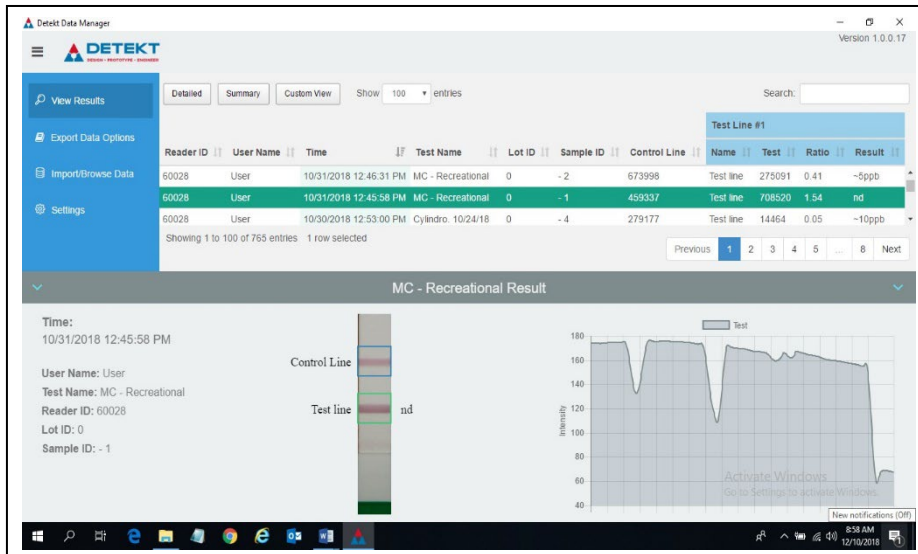 Detekt Data Manager
Version 1.0.0.17
DETEKT
DESIGN - PROTOTYPE - ENGINEER
View Results
Export Data Options
Import/Browse Data
Settings
Detailed Summary Custom View Show 100 entries Search:
Test Line #1
Reader ID User Name Time Test Name Lot ID Sample ID Control Line Name Test Ratio Result
60028 User 10/31/2018 12:46:31 PM MC - Recreational 0 - 2 673998 Test line 275091 0.41 ~5ppb
60028 User 10/31/2018 12:45:58 PM MC - Recreational 0 - 1 459337 Test line 708520 1.54 nd
60028 User 10/30/2018 12:53:00 PM Cylindro. 10/24/18 0 - 4 279177 Test line 14464 0.05 ~10ppb
Showing 1 to 100 of 765 entries 1 row selected
Previous 1 2 3 4 5 ... 8 Next
MC - Recreational Result
Time:
10/31/2018 12:45:58 PM
User Name: User
Test Name: MC - Recreational
Reader ID: 60028
Lot ID: 0
Sample ID: - 1
Control Line
Test line nd
Test
Intensity
180
160
140
120
100
80
60
40
Activate Windows
Go to Settings to activate Windows.
New notifications (Off)
8:58 AM
12/10/2018